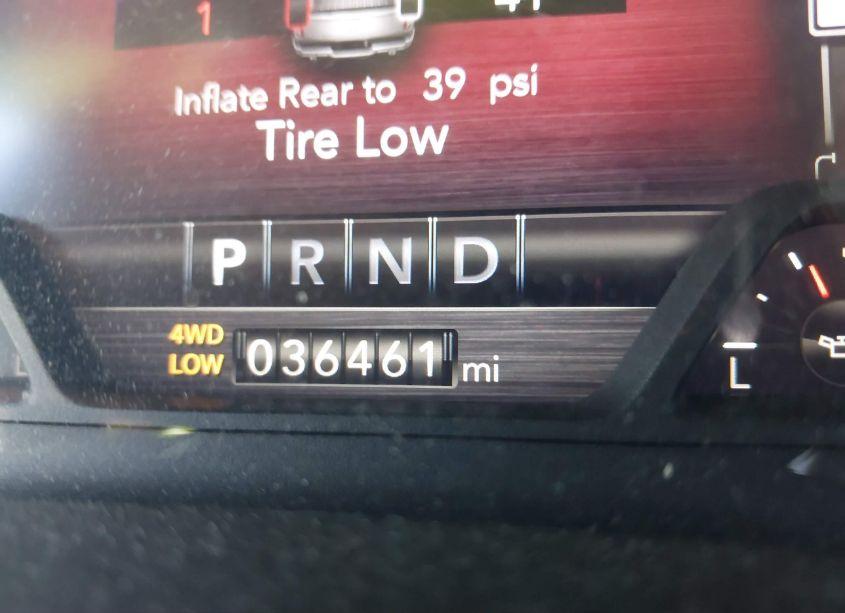 1
Inflate Rear to 39 psi
Tire Low
P R N D
4WD
LOW
036461 mi
L